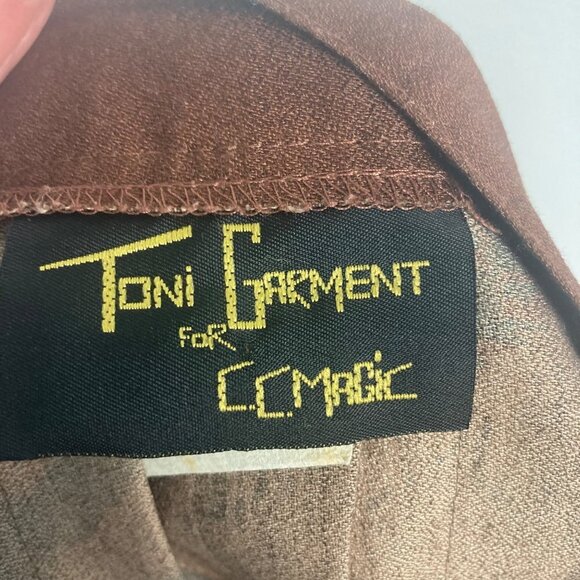 Toni Garment
for
C.C. Magic